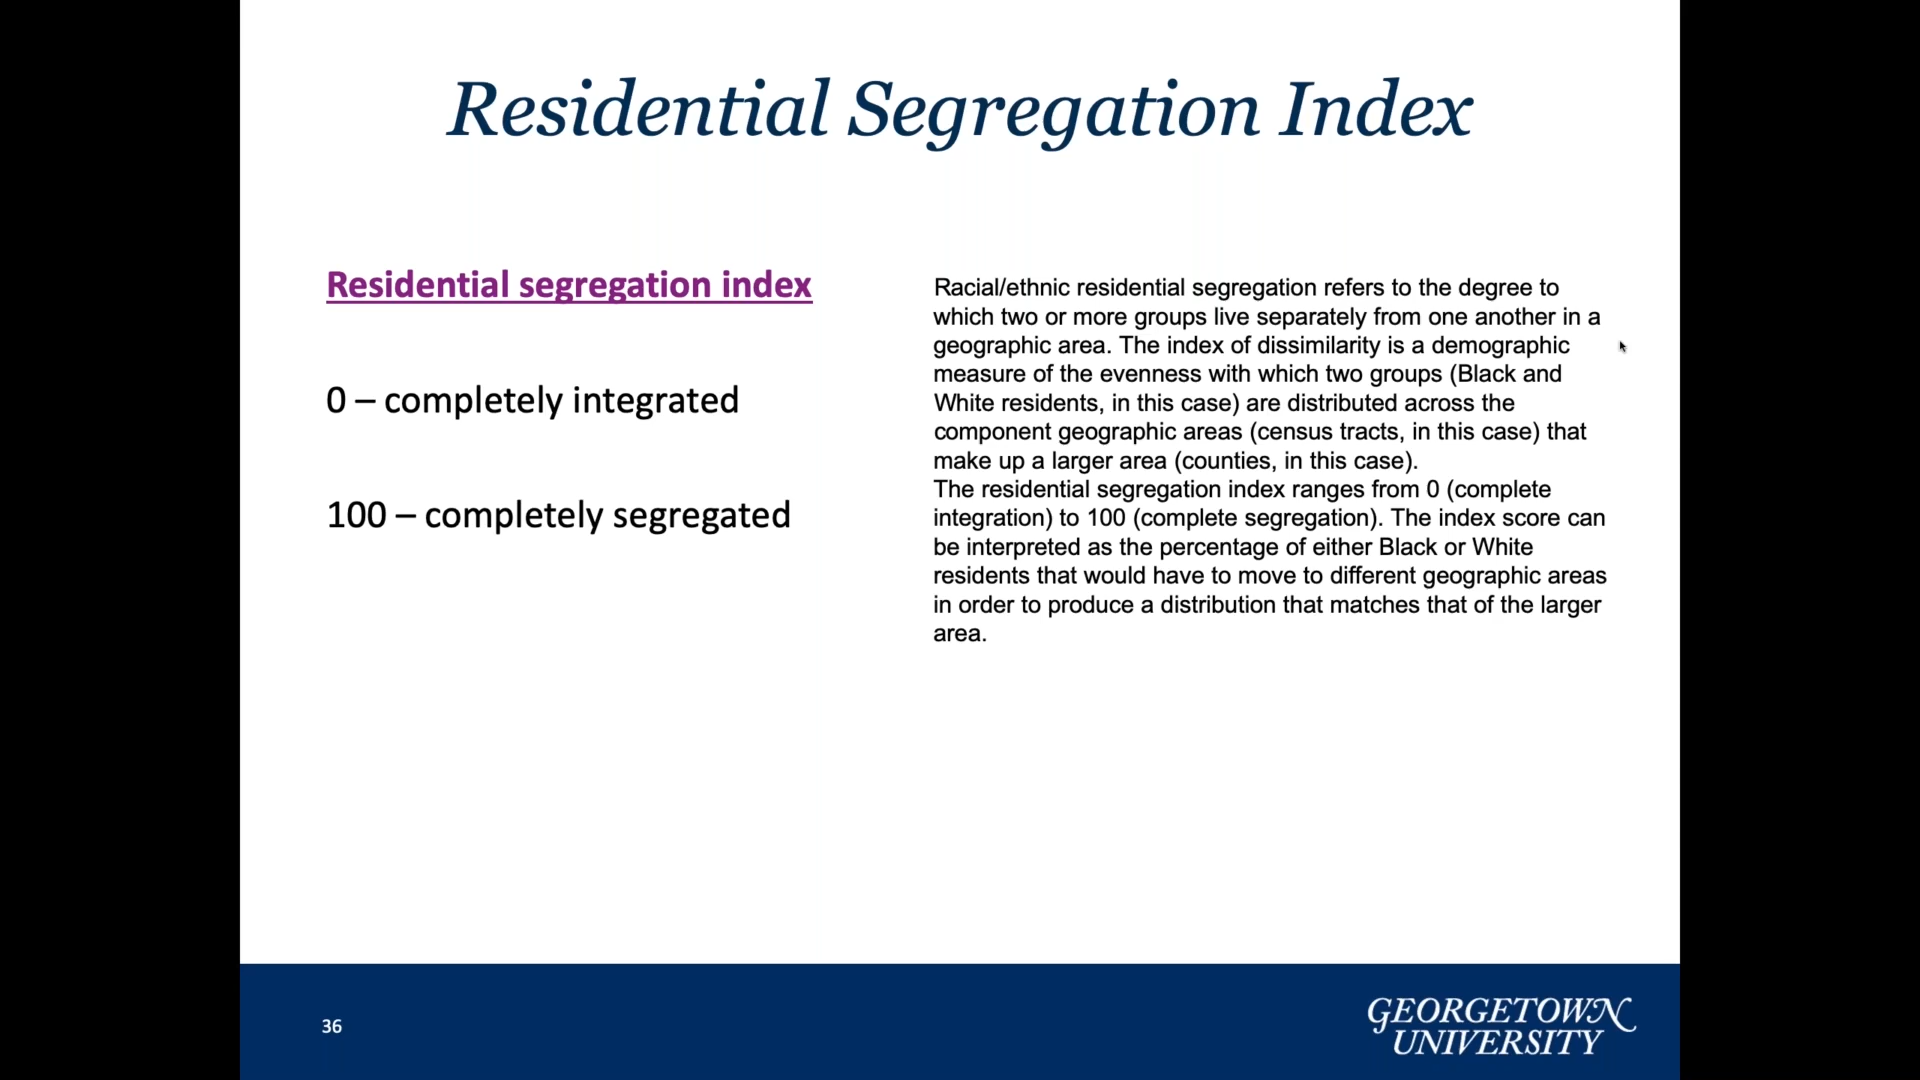 Residential Segregation Index
Residential segregation index
0 – completely integrated
100 – completely segregated
Racial/ethnic residential segregation refers to the degree to
which two or more groups live separately from one another in a
geographic area. The index of dissimilarity is a demographic
measure of the evenness with which two groups (Black and
White residents, in this case) are distributed across the
component geographic areas (census tracts, in this case) that
make up a larger area (counties, in this case).
The residential segregation index ranges from 0 (complete
integration) to 100 (complete segregation). The index score can
be interpreted as the percentage of either Black or White
residents that would have to move to different geographic areas
in order to produce a distribution that matches that of the larger
area.
36
GEORGETOWN
UNIVERSITY